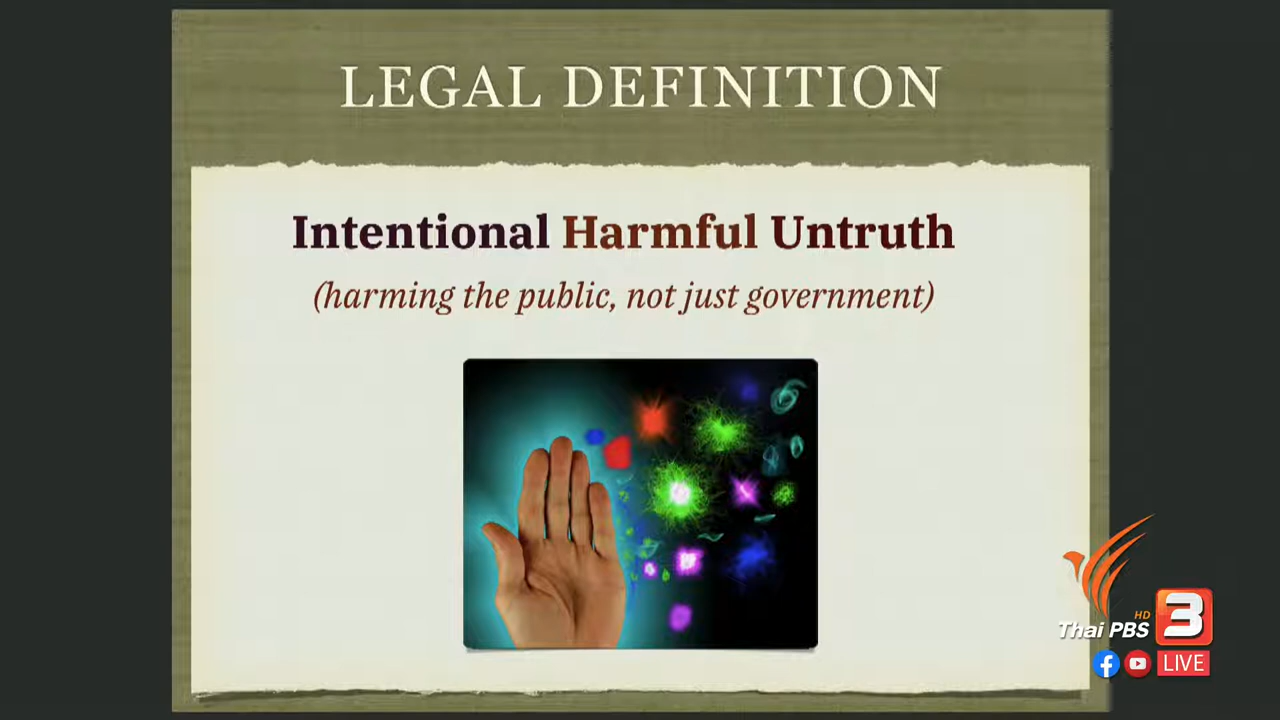 LEGAL DEFINITION
Intentional Harmful Untruth
(harming the public, not just government)
HD
Thai PBS 3
LIVE